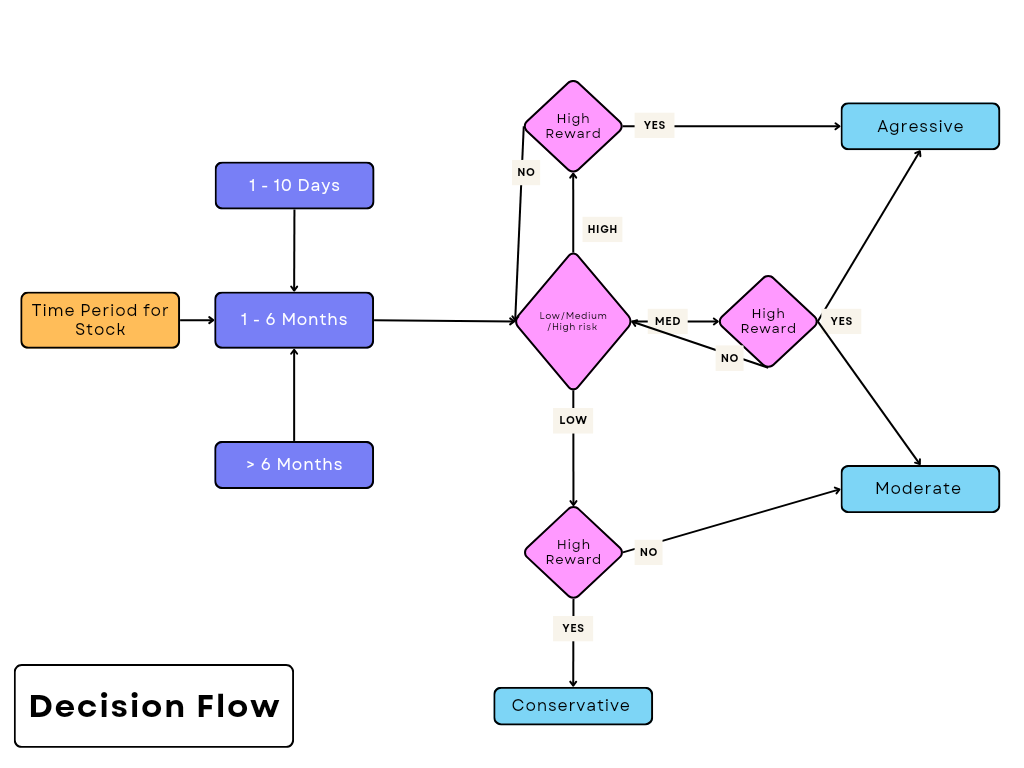 High
Reward
YES
Agressive
NO
1 - 10 Days
HIGH
Time Period for
Stock
1 - 6 Months
Low/Medium
/High risk
MED
High
Reward
YES
NO
LOW
> 6 Months
Moderate
High
Reward
NO
YES
Conservative
Decision Flow